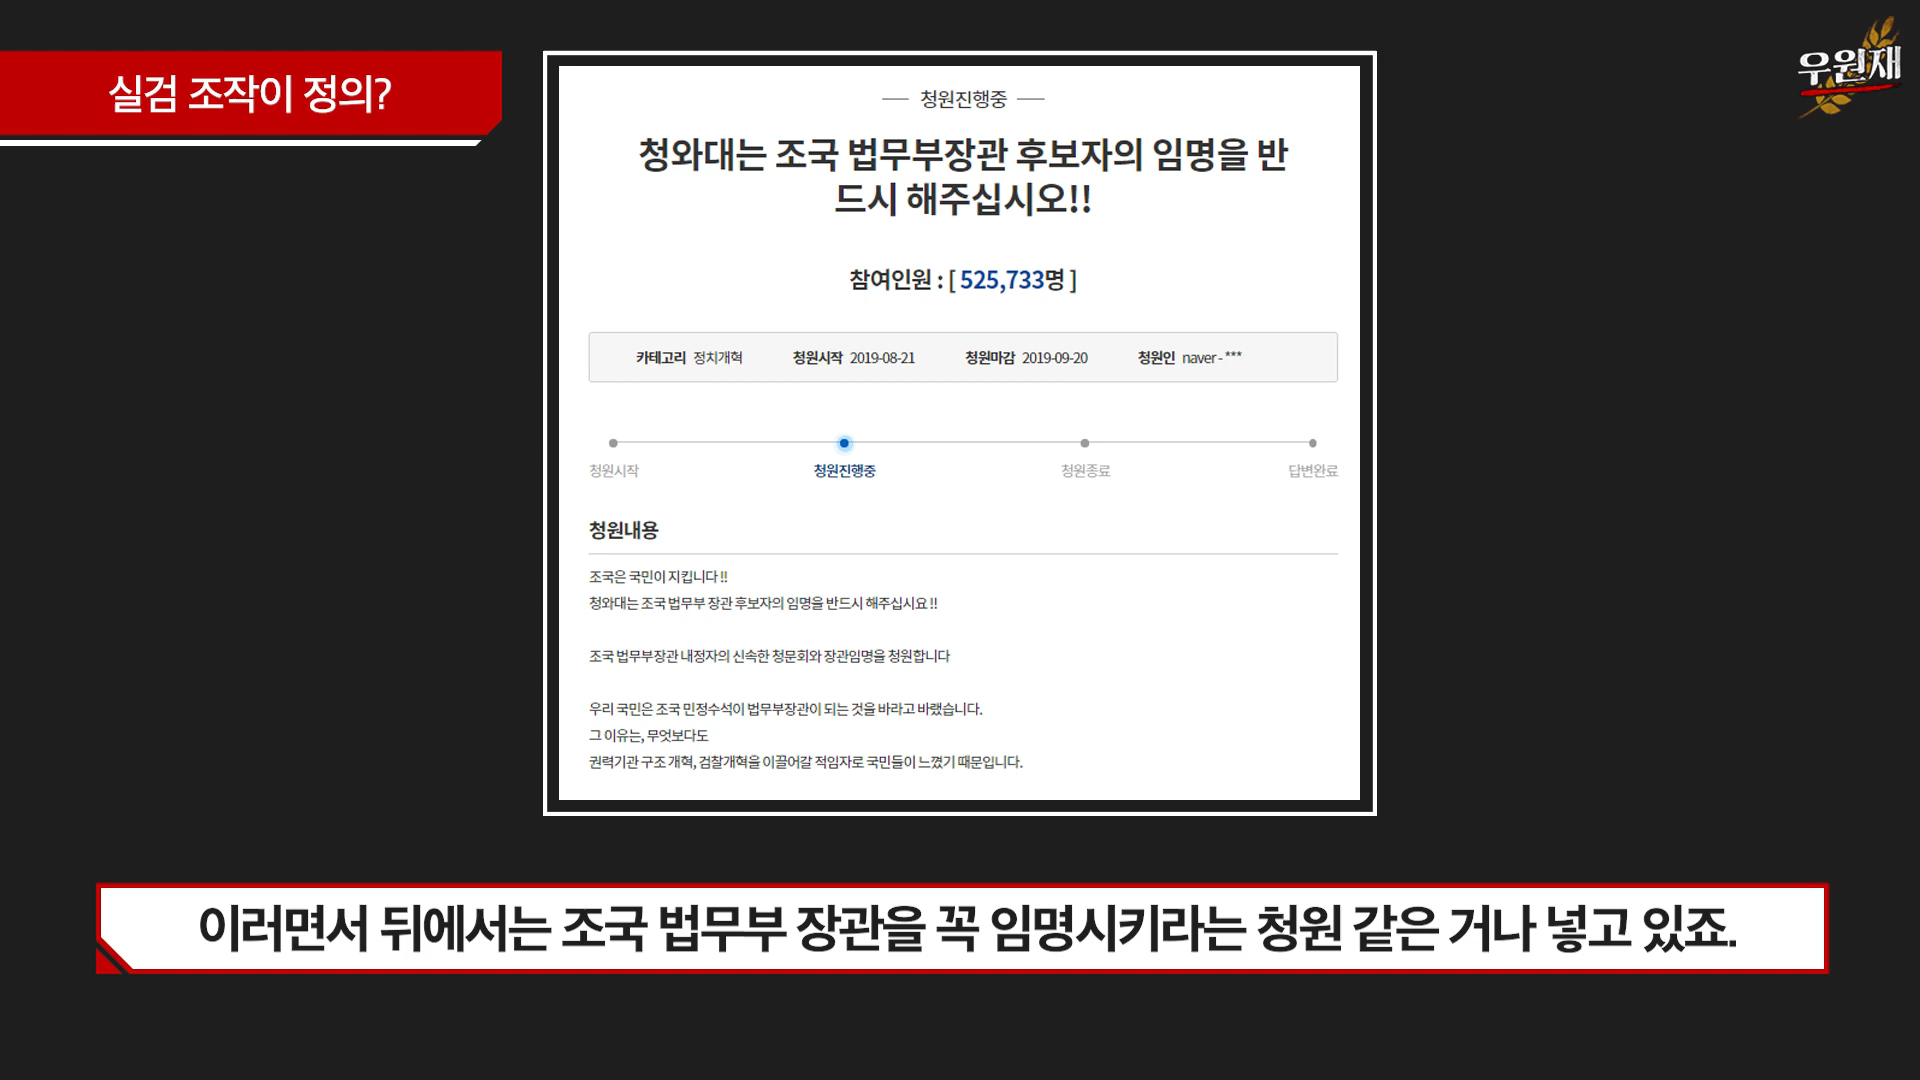 실검 조작이 정의?
우원재
청원진행중
청와대는 조국 법무부장관 후보자의 임명을 반
드시 해주십시오!!
참여인원 : [ 525,733명 ]
카테고리 정치개혁 청원시작 2019-08-21 청원마감 2019-09-20 청원인 naver - ***
청원시작 청원진행중 청원종료 답변완료
청원내용
조국은 국민이 지킵니다 !!
청와대는 조국 법무부 장관 후보자의 임명을 반드시 해주십시요 !!
조국 법무부장관 내정자의 신속한 청문회와 장관임명을 청원합니다
우리 국민은 조국 민정수석이 법무부장관이 되는 것을 바라고 바랬습니다.
그 이유는, 무엇보다도
권력기관 구조 개혁, 검찰개혁을 이끌어갈 적임자로 국민들이 느꼈기 때문입니다.
이러면서 뒤에서는 조국 법무부 장관을 꼭 임명시키라는 청원 같은 거나 넣고 있죠.